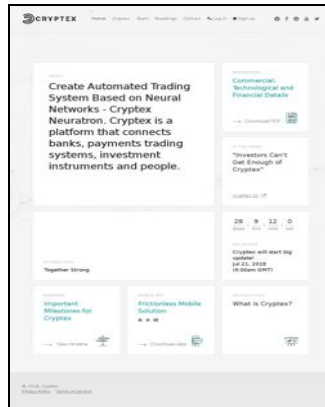 CRYPTEX
Home Cryptex Team Roadmap Contact Log in Sign up
Create Automated Trading
System Based on Neural
Networks - Cryptex
Neuratron. Cryptex is a
platform that connects
banks, payments trading
systems, investment
instruments and people.
Commercial,
Technological and
Financial Details
Download PDF
"Investors Can't
Get Enough of
Cryptex"
28 9 12 0
Cryptex will start big
update!
Jul 21, 2018
(9:00am GMT)
Together Strong
Important
Milestones for
Cryptex
View timeline
Frictionless Mobile
Solution
Download App
What is Cryptex?
© 2018, Cryptex
Privacy Policy Terms of Service